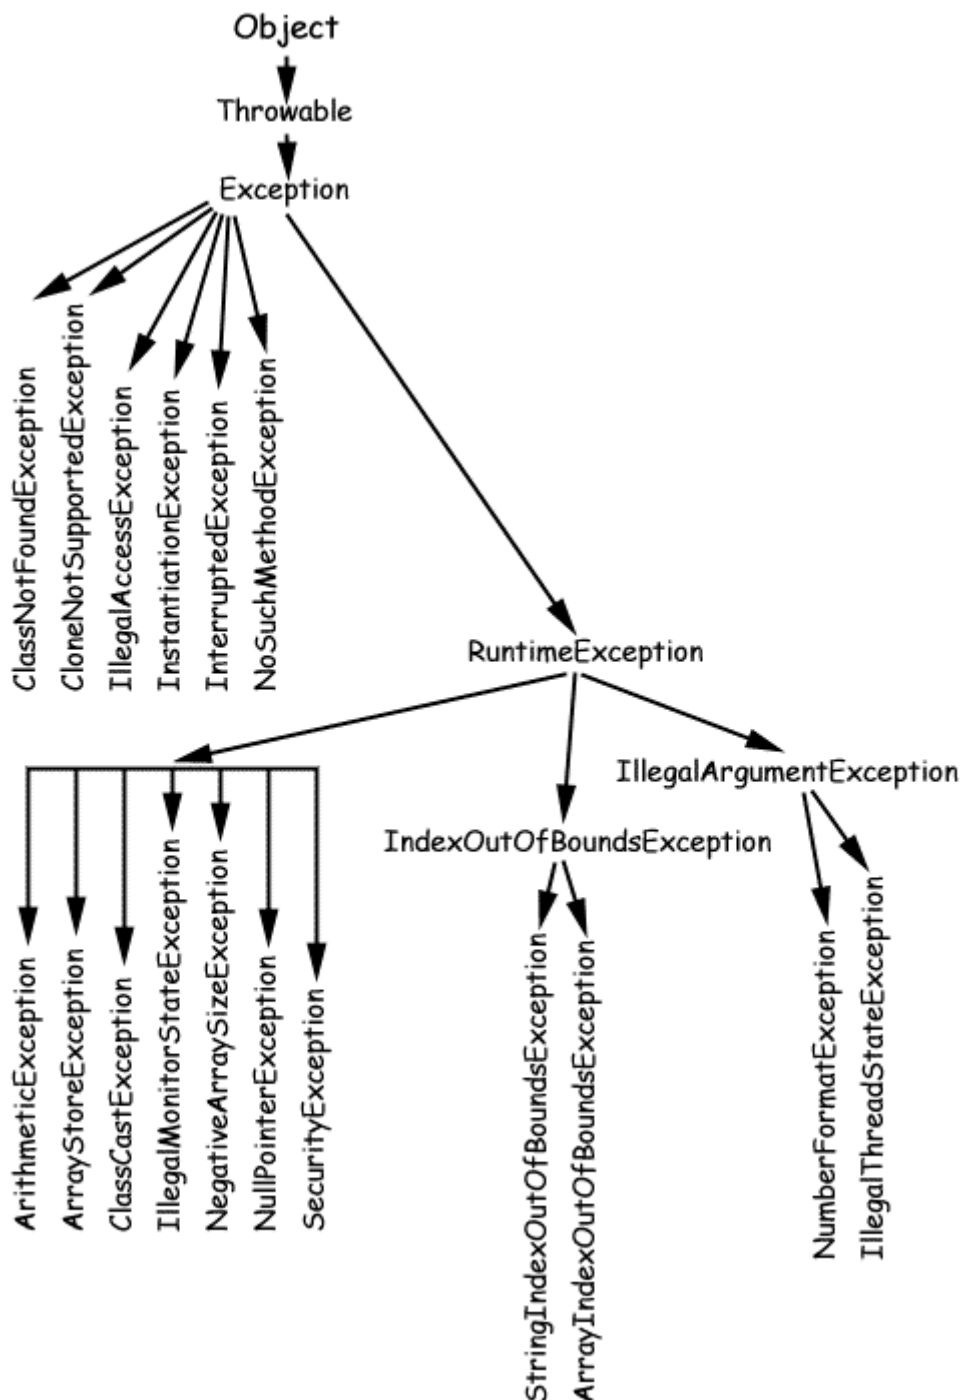 Object
Throwable
Exception
ClassNotFoundException
CloneNotSupportedException
IllegalAccessException
InstantiationException
InterruptedException
NoSuchMethodException
RuntimeException
IllegalArgumentException
IndexOutOfBoundsException
ArithmeticException
ArrayStoreException
ClassCastException
IllegalMonitorStateException
NegativeArraySizeException
NullPointerException
SecurityException
StringIndexOutOfBoundsException
ArrayIndexOutOfBoundsException
NumberFormatException
IllegalThreadStateException